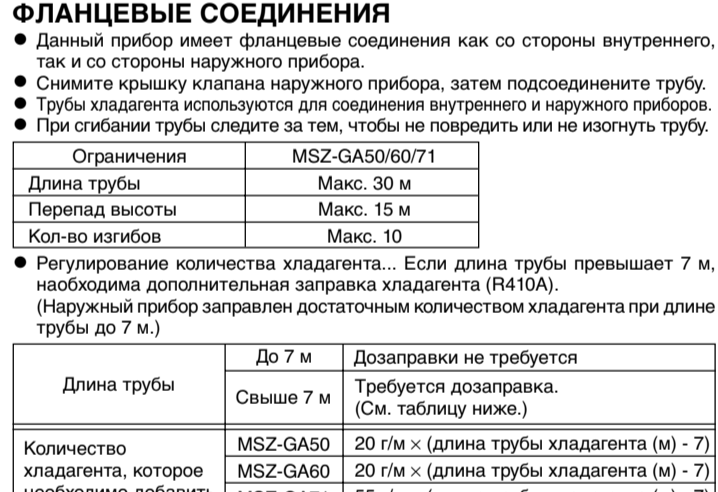 ФЛАНЦЕВЫЕ СОЕДИНЕНИЯ
● Данный прибор имеет фланцевые соединения как со стороны внутреннего,
так и со стороны наружного прибора.
● Снимите крышку клапана наружного прибора, затем подсоединените трубу.
● Трубы хладагента используются для соединения внутреннего и наружного приборов.
● При сгибании трубы следите за тем, чтобы не повредить или не изогнуть трубу.
Ограничения MSZ-GA50/60/71
Длина трубы Макс. 30 м
Перепад высоты Макс. 15 м
Кол-во изгибов Макс. 10
● Регулирование количества хладагента... Если длина трубы превышает 7 м,
наобходима дополнительная заправка хладагента (R410A).
(Наружный прибор заправлен достаточным количеством хладагента при длине
трубы до 7 м.)
Длина трубы
До 7 м Дозаправки не требуется
Свыше 7 м Требуется дозаправка.
(См. таблицу ниже.)
Количество
хладагента, которое
MSZ-GA50 20 г/м × (длина трубы хладагента (м) - 7)
MSZ-GA60 20 г/м × (длина трубы хладагента (м) - 7)